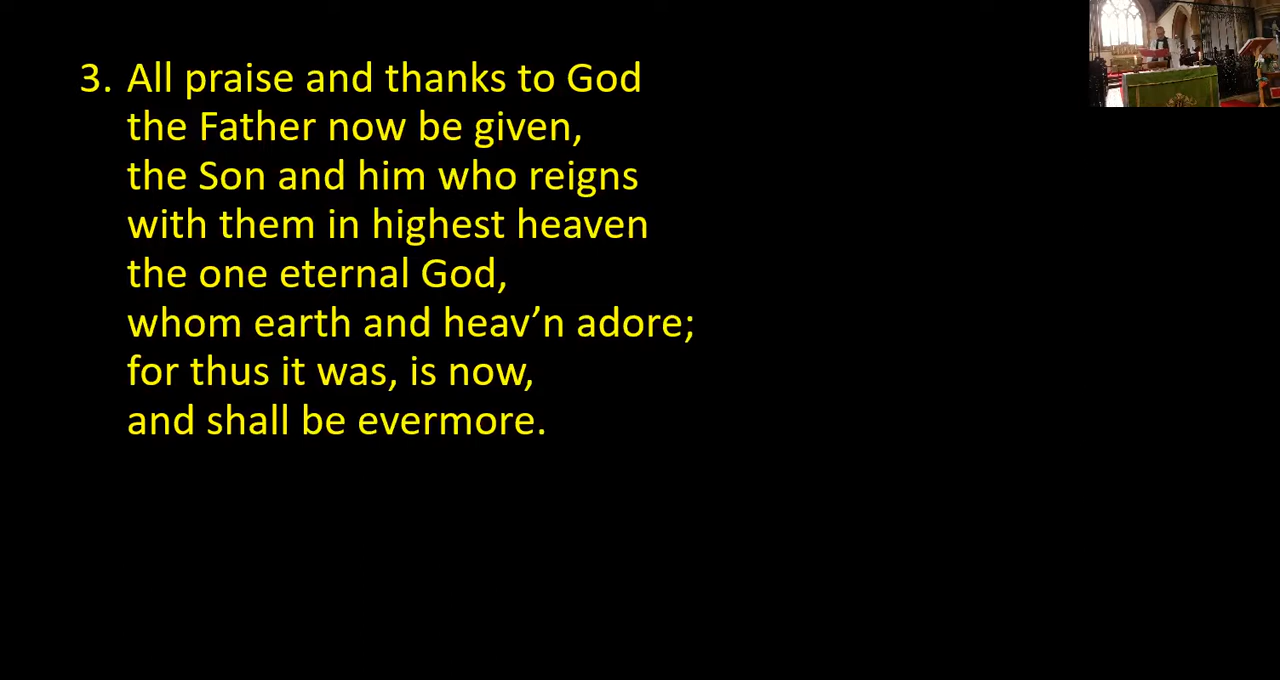 3. All praise and thanks to God
the Father now be given,
the Son and him who reigns
with them in highest heaven
the one eternal God,
whom earth and heav’n adore;
for thus it was, is now,
and shall be evermore.